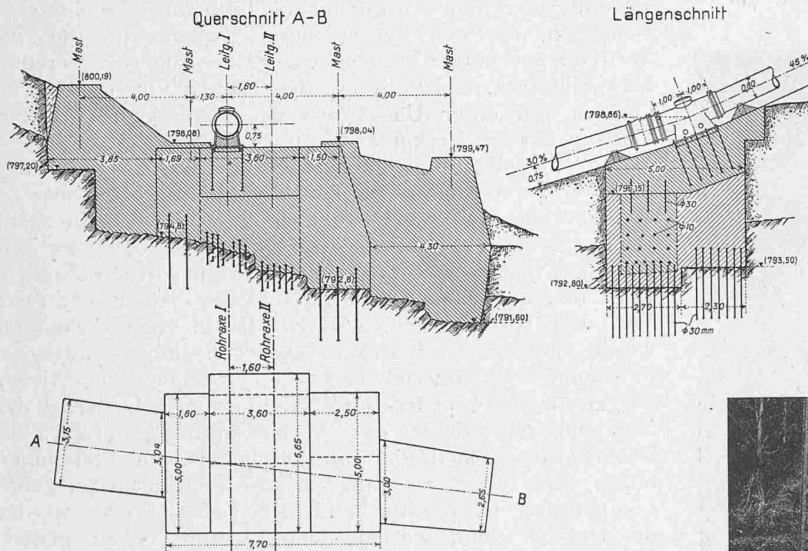 Querschnitt A-B
Längenschnitt
Mast
Mast
Leitg. I
Leitg. II
Mast
Mast
(800,19)
1,60
4,00
1,30
4,00
4,00
(798,08)
0,75
(798,04)
(799,47)
(797,20)
3,85
1,69
3,60
1,50
(794,8)
4,30
(792,8)
(791,60)
45%
1,00
1,00
0,80
(798,86)
30%
0,75
5,00
(796,15)
ϕ30
ϕ10
(793,50)
(792,80)
2,70
2,30
ϕ30mm
Rohraxe I
Rohraxe II
1,60
1,60
3,60
2,50
A
3,15
3,04
5,00
5,65
5,00
3,00
2,65
B
7,70